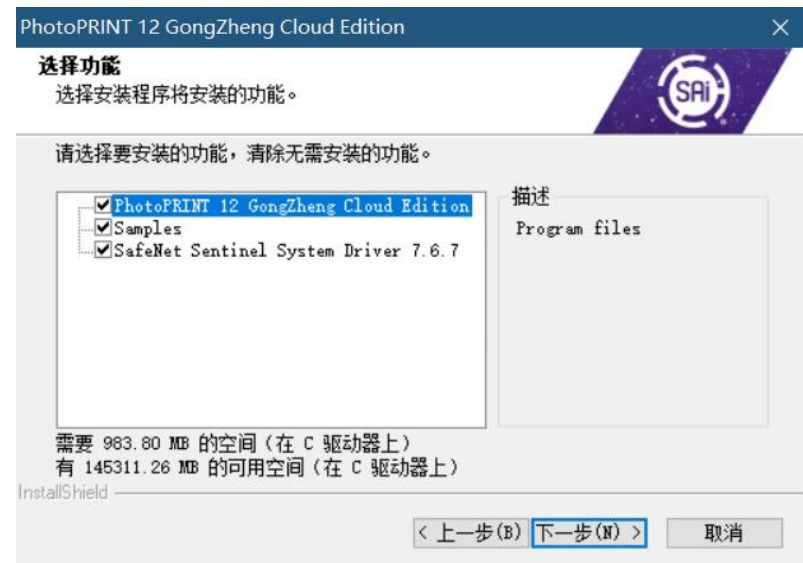 PhotoPRINT 12 GongZheng Cloud Edition
选择功能
选择安装程序将安装的功能。
SAi
请选择要安装的功能，清除无需安装的功能。
PhotoPRINT 12 GongZheng Cloud Edition
Samples
SafeNet Sentinel System Driver 7.6.7
描述
Program files
需要 983.80 MB 的空间(在 C 驱动器上)
有 145311.26 MB 的可用空间(在 C 驱动器上)
InstallShield
< 上一步(B) 下一步(N) > 取消